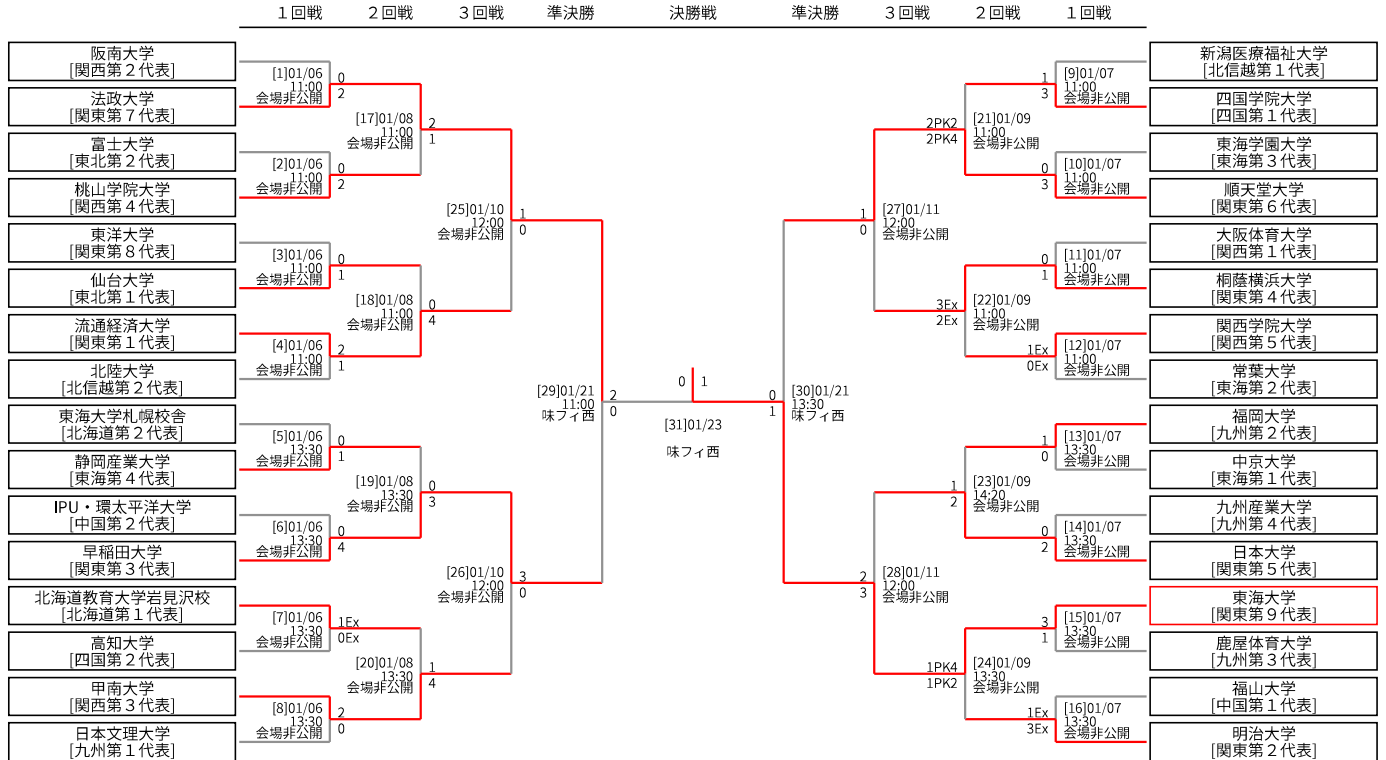 １回戦 ２回戦 ３回戦 準決勝 決勝戦 準決勝 ３回戦 ２回戦 １回戦
阪南大学
[関西第２代表]
法政大学
[関東第７代表]
富士大学
[東北第２代表]
桃山学院大学
[関西第４代表]
東洋大学
[関東第８代表]
仙台大学
[東北第１代表]
流通経済大学
[関東第１代表]
北陸大学
[北信越第２代表]
東海大学札幌校舎
[北海道第２代表]
静岡産業大学
[東海第４代表]
IPU・環太平洋大学
[中国第２代表]
早稲田大学
[関東第３代表]
北海道教育大学岩見沢校
[北海道第１代表]
高知大学
[四国第２代表]
甲南大学
[関西第３代表]
日本文理大学
[九州第１代表]
[1]01/06
11:00
会場非公開
0
2
[2]01/06
11:00
会場非公開
0
2
[3]01/06
11:00
会場非公開
0
1
[4]01/06
11:00
会場非公開
2
1
[5]01/06
13:30
会場非公開
0
1
[6]01/06
13:30
会場非公開
0
4
[7]01/06
13:30
会場非公開
1Ex
0Ex
[8]01/06
13:30
会場非公開
2
0
[17]01/08
11:00
会場非公開
2
1
[18]01/08
11:00
会場非公開
0
4
[19]01/08
13:30
会場非公開
0
3
[20]01/08
13:30
会場非公開
1
4
[25]01/10
12:00
会場非公開
1
0
[26]01/10
12:00
会場非公開
3
0
[29]01/21
11:00
味フィ西
2
0
0 1
[31]01/23
味フィ西
0
1
[30]01/21
13:30
味フィ西
1
0
[27]01/11
12:00
会場非公開
2
3
[28]01/11
12:00
会場非公開
2PK2
2PK4
[21]01/09
11:00
会場非公開
3Ex
2Ex
[22]01/09
11:00
会場非公開
1
2
[23]01/09
14:20
会場非公開
1PK4
1PK2
[24]01/09
13:30
会場非公開
1
3
[9]01/07
11:00
会場非公開
0
3
[10]01/07
11:00
会場非公開
0
1
[11]01/07
11:00
会場非公開
1Ex
0Ex
[12]01/07
11:00
会場非公開
1
0
[13]01/07
13:30
会場非公開
0
2
[14]01/07
13:30
会場非公開
3
1
[15]01/07
13:30
会場非公開
1Ex
3Ex
[16]01/07
13:30
会場非公開
新潟医療福祉大学
[北信越第１代表]
四国学院大学
[四国第１代表]
東海学園大学
[東海第３代表]
順天堂大学
[関東第６代表]
大阪体育大学
[関西第１代表]
桐蔭横浜大学
[関東第４代表]
関西学院大学
[関西第５代表]
常葉大学
[東海第２代表]
福岡大学
[九州第２代表]
中京大学
[東海第１代表]
九州産業大学
[九州第４代表]
日本大学
[関東第５代表]
東海大学
[関東第９代表]
鹿屋体育大学
[九州第３代表]
福山大学
[中国第１代表]
明治大学
[関東第２代表]